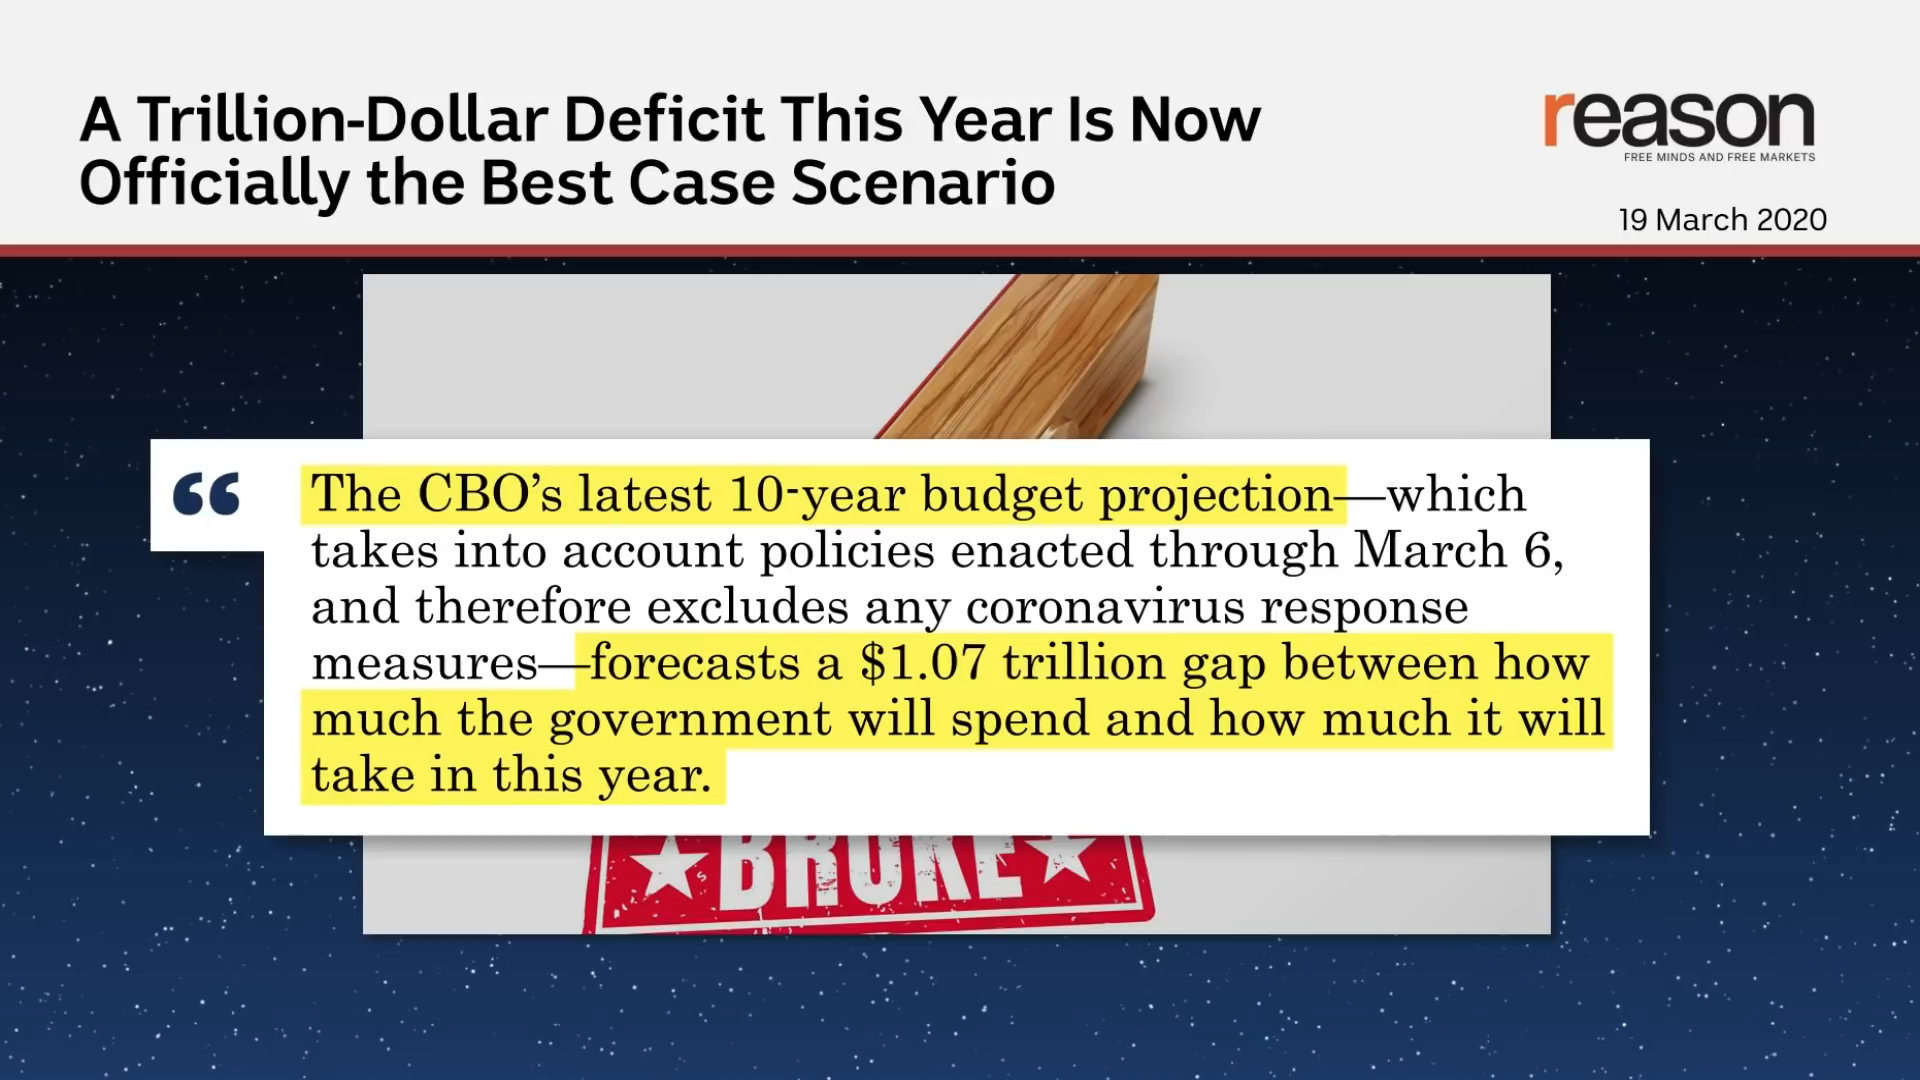 A Trillion-Dollar Deficit This Year Is Now
Officially the Best Case Scenario
reason
FREE MINDS AND FREE MARKETS
19 March 2020
“
The CBO’s latest 10-year budget projection—which
takes into account policies enacted through March 6,
and therefore excludes any coronavirus response
measures—forecasts a $1.07 trillion gap between how
much the government will spend and how much it will
take in this year.
BROKE